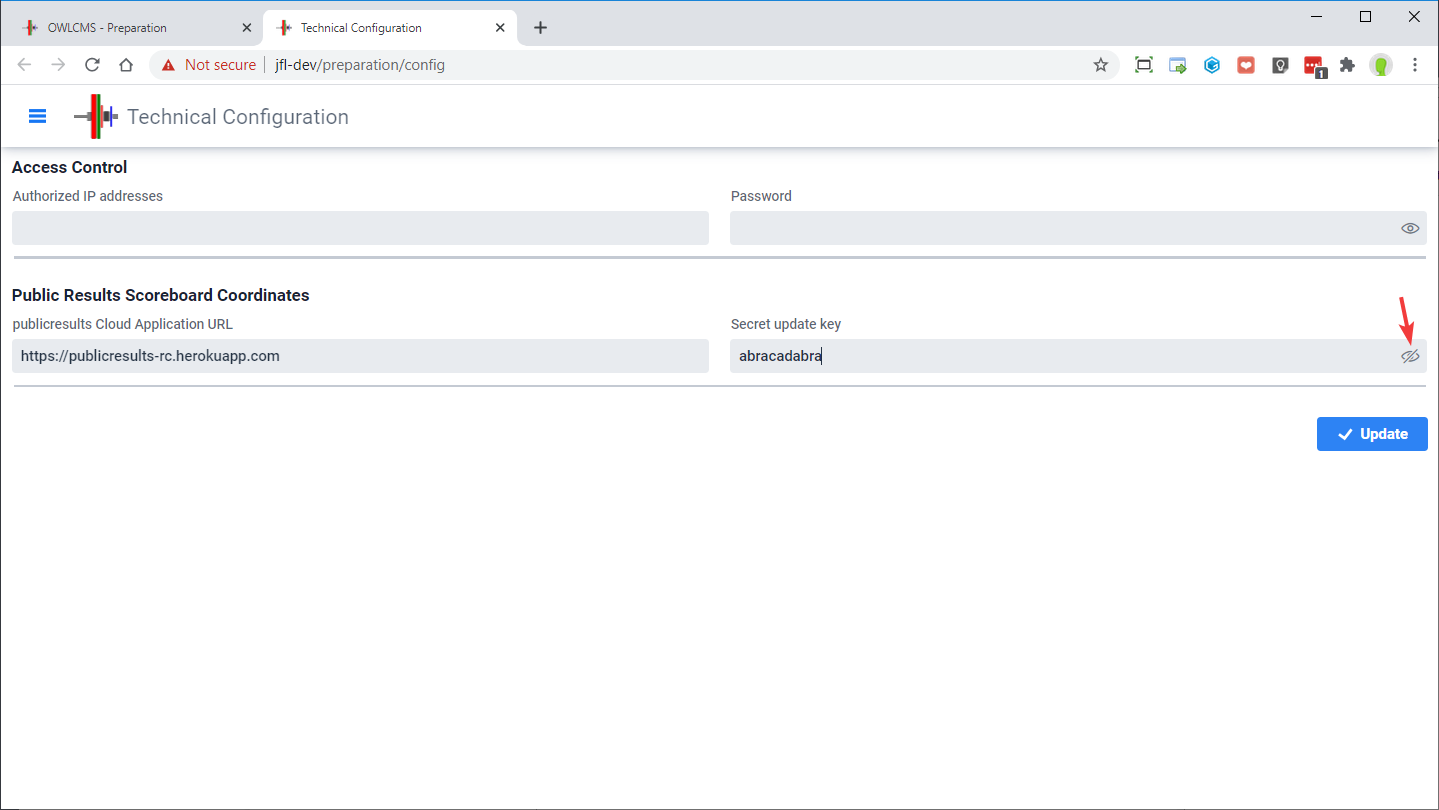 OWLCMS - Preparation
Technical Configuration
Not secure jfl-dev/preparation/config
1
Technical Configuration
Access Control
Authorized IP addresses
Password
Public Results Scoreboard Coordinates
publicresults Cloud Application URL
Secret update key
https://publicresults-rc.herokuapp.com
abracadabra
Update